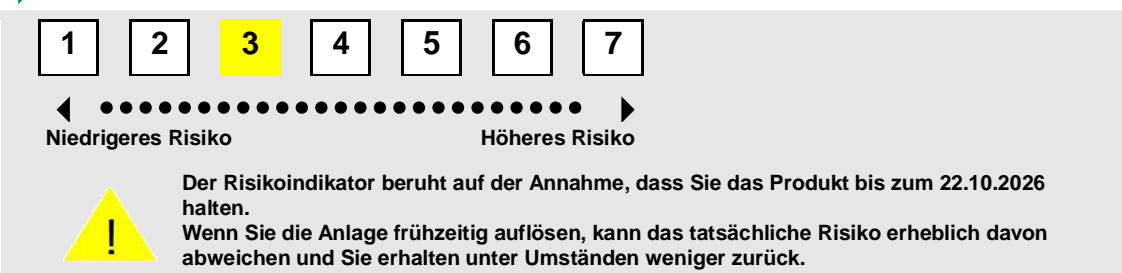 1 2 3 4 5 6 7
Niedrigeres Risiko Höheres Risiko
Der Risikoindikator beruht auf der Annahme, dass Sie das Produkt bis zum 22.10.2026
halten.
! Wenn Sie die Anlage frühzeitig auflösen, kann das tatsächliche Risiko erheblich davon
abweichen und Sie erhalten unter Umständen weniger zurück.